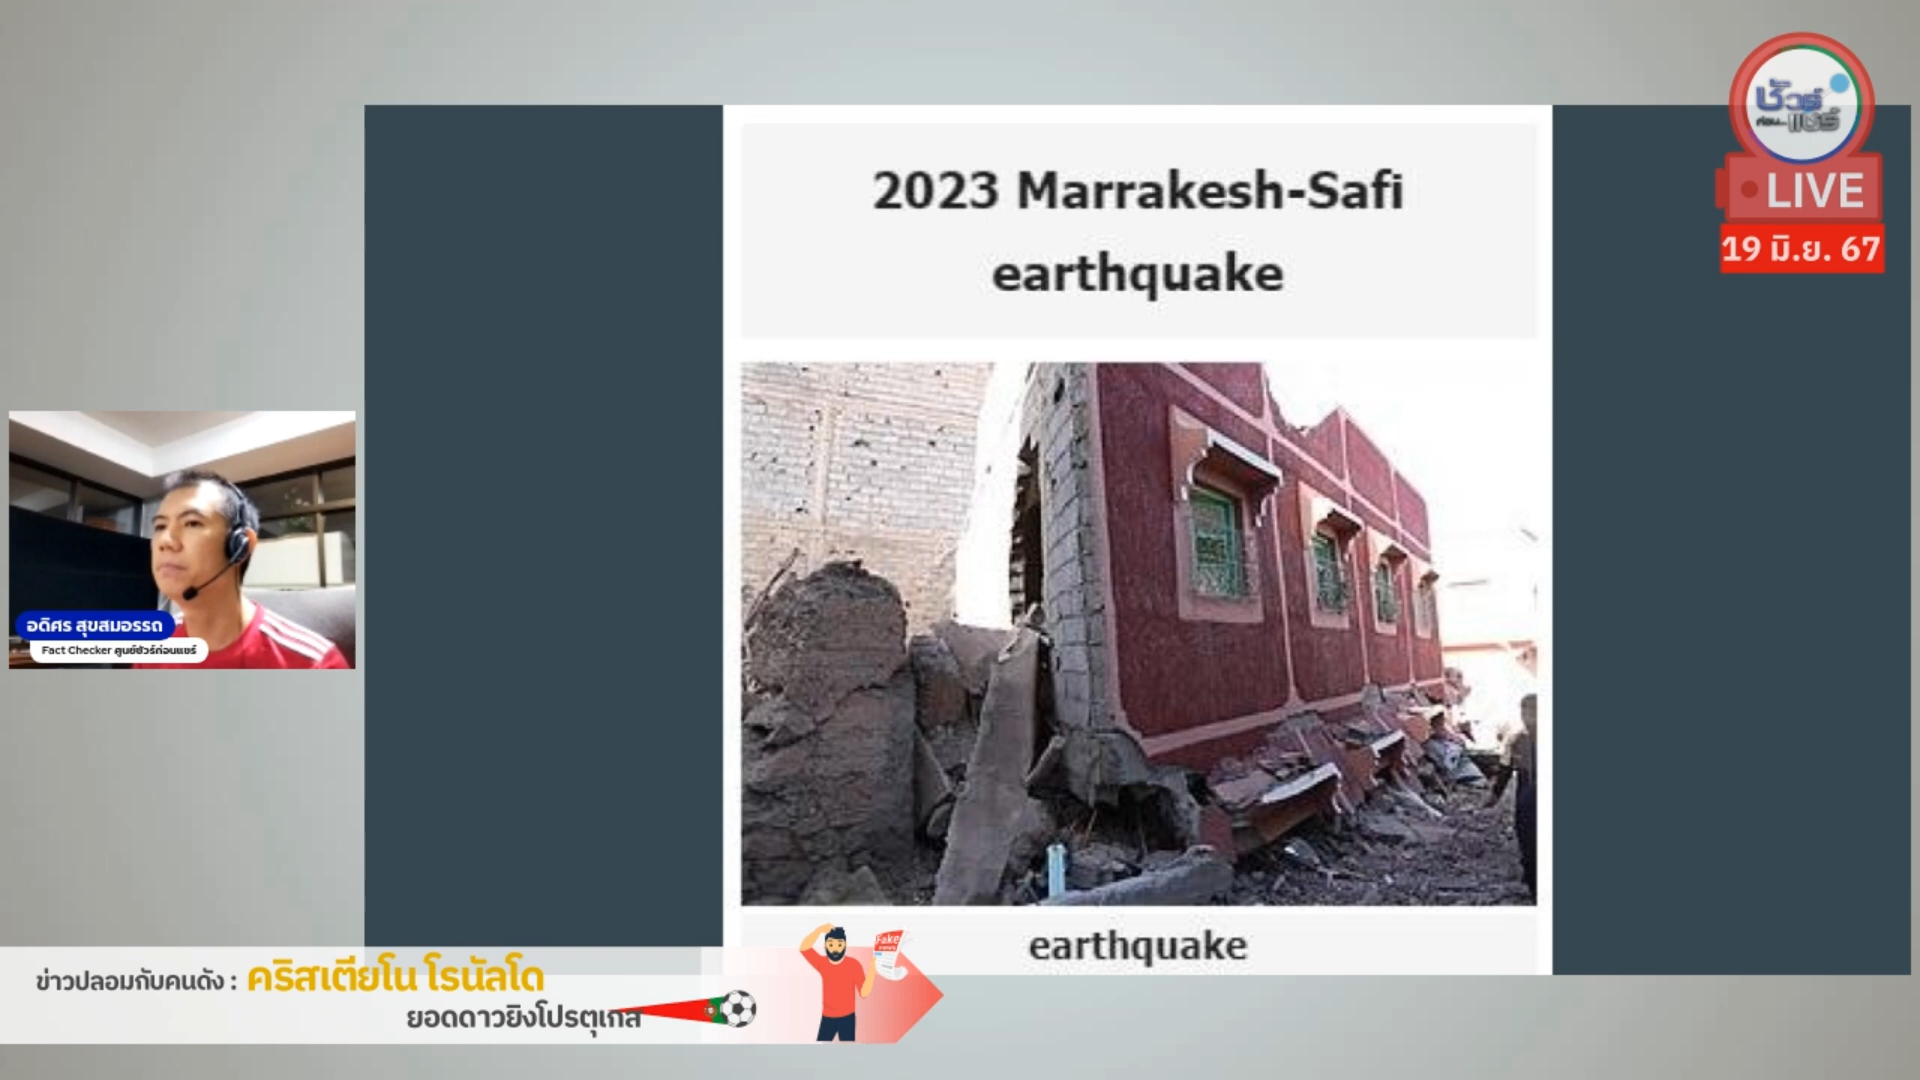 ชัวร์
ก่อน...แชร์
LIVE
19 มิ.ย. 67
2023 Marrakesh-Safi
earthquake
earthquake
อดิศร สุขสมอรรถ
Fact Checker ศูนย์ชัวร์ก่อนแชร์
ข่าวปลอมกับคนดัง : คริสเตียโน โรนัลโด
ยอดดาวยิงโปรตุเกส
Fake
news